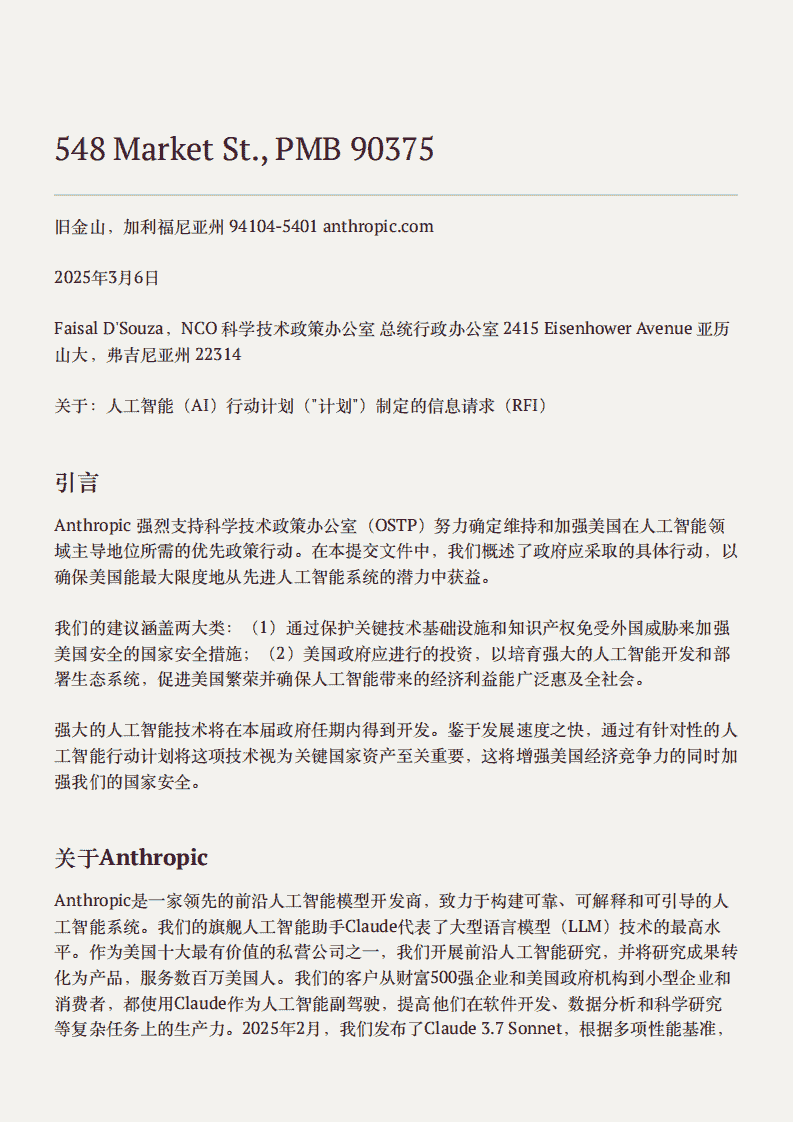 548 Market St., PMB 90375
旧金山，加利福尼亚州 94104-5401 anthropic.com
2025年3月6日
Faisal D'Souza，NCO 科学技术政策办公室 总统行政办公室 2415 Eisenhower Avenue 亚历
山大，弗吉尼亚州 22314
关于：人工智能（AI）行动计划（"计划"）制定的信息请求（RFI）
引言
Anthropic 强烈支持科学技术政策办公室（OSTP）努力确定维持和加强美国在人工智能领
域主导地位所需的优先政策行动。在本提交文件中，我们概述了政府应采取的具体行动，以
确保美国能最大限度地从先进人工智能系统的潜力中获益。
我们的建议涵盖两大类：（1）通过保护关键技术基础设施和知识产权免受外国威胁来加强
美国安全的国家安全措施；（2）美国政府应进行的投资，以培育强大的人工智能开发和部
署生态系统，促进美国繁荣并确保人工智能带来的经济利益能广泛惠及全社会。
强大的人工智能技术将在本届政府任期内得到开发。鉴于发展速度之快，通过有针对性的人
工智能行动计划将这项技术视为关键国家资产至关重要，这将增强美国经济竞争力的同时加
强我们的国家安全。
关于Anthropic
Anthropic是一家领先的前沿人工智能模型开发商，致力于构建可靠、可解释和可引导的人
工智能系统。我们的旗舰人工智能助手Claude代表了大型语言模型（LLM）技术的最高水
平。作为美国十大最有价值的私营公司之一，我们开展前沿人工智能研究，并将研究成果转
化为产品，服务数百万美国人。我们的客户从财富500强企业和美国政府机构到小型企业和
消费者，都使用Claude作为人工智能副驾驶，提高他们在软件开发、数据分析和科学研究
等复杂任务上的生产力。2025年2月，我们发布了Claude 3.7 Sonnet，根据多项性能基准，